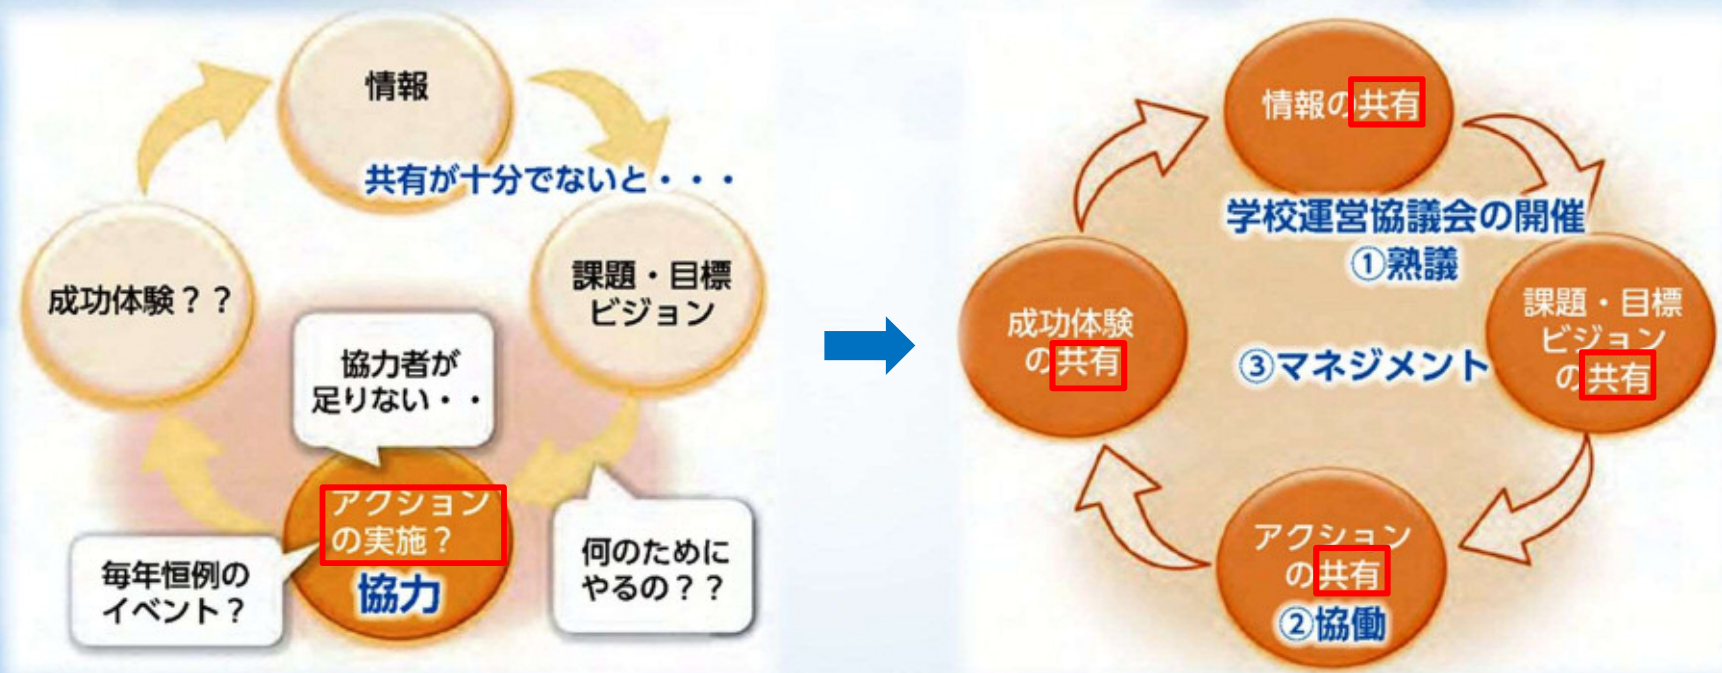 情報
共有が十分でないと・・・
成功体験？？
課題・目標
ビジョン
協力者が
足りない・・
アクション
の実施？
協力
毎年恒例の
イベント？
何のために
やるの？？
情報の共有
学校運営協議会の開催
①熟議
成功体験
の共有
③マネジメント
課題・目標
ビジョン
の共有
アクション
の共有
②協働